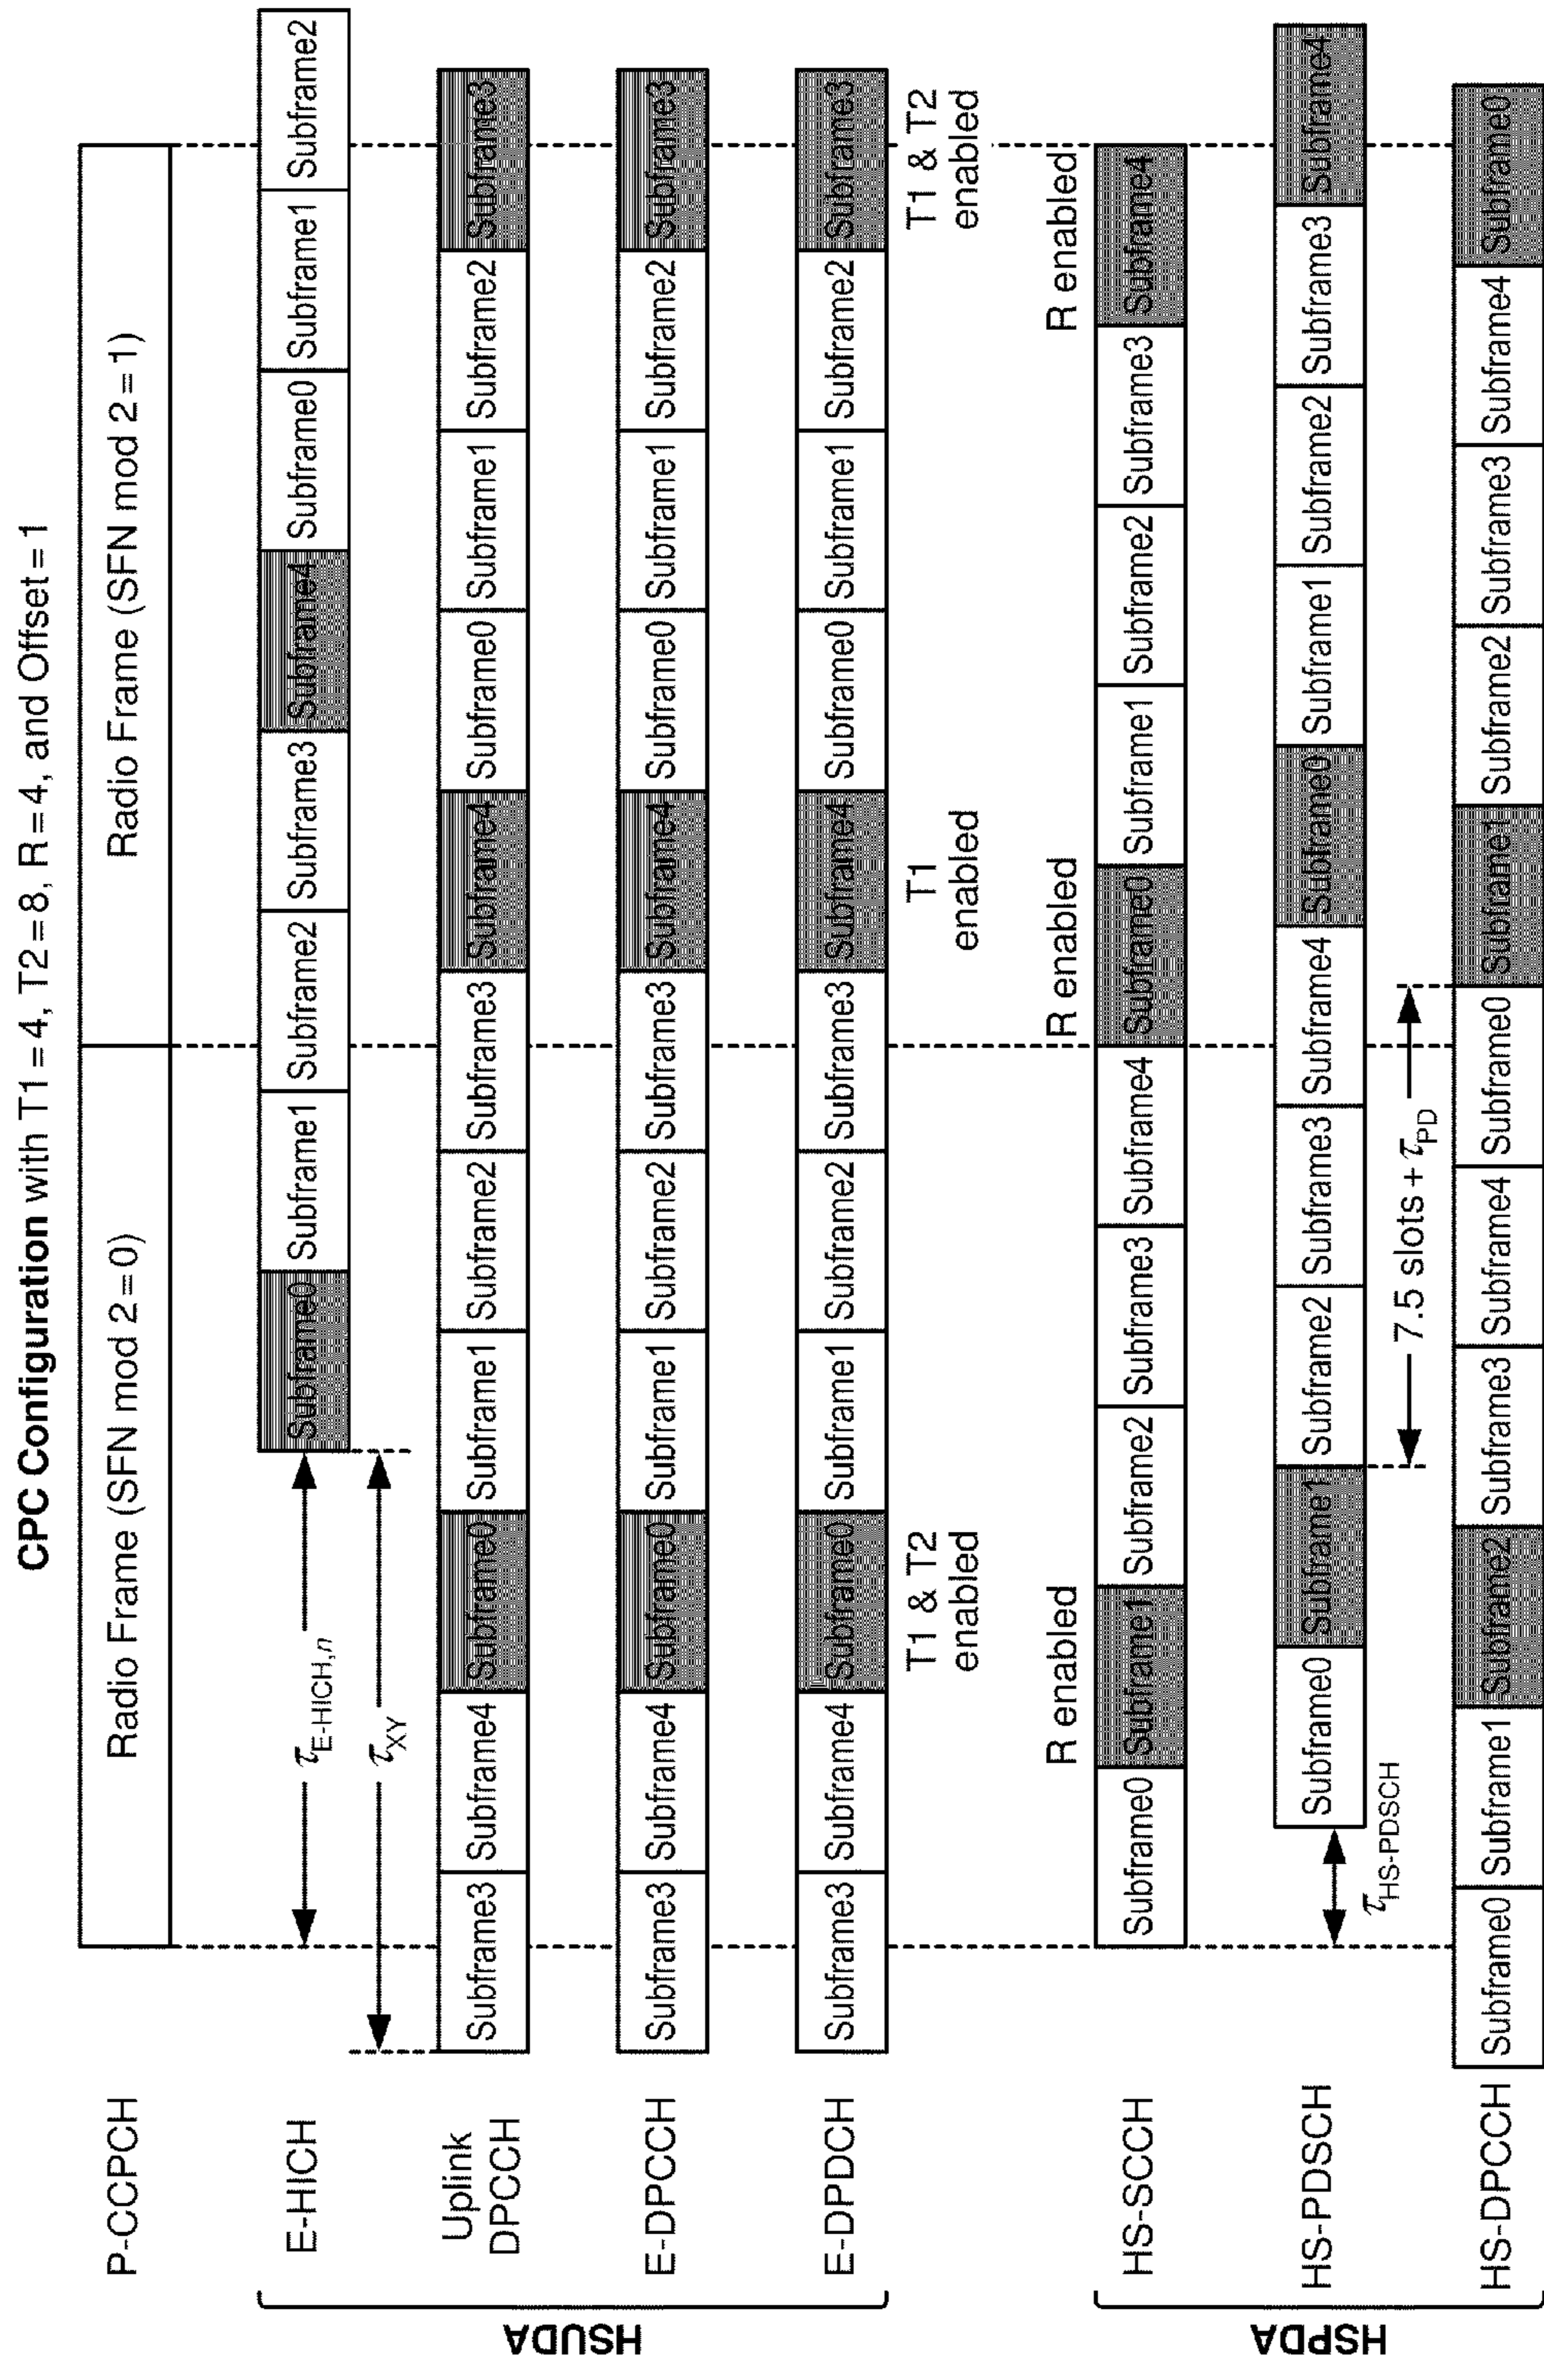 CPC Configuration with T1=4, T2=8, R=4, and Offset=1
P-CCPCH
Radio Frame (SFN mod 2=0)
Radio Frame (SFN mod 2=1)
HSUDA
E-HICH
τE-HICH,n
Subframe0
Subframe1
Subframe2
Subframe3
Subframe4
Subframe0
Subframe1
Subframe2
τXY
Uplink
DPCCH
Subframe3
Subframe4
Subframe0
Subframe1
Subframe2
Subframe3
Subframe4
Subframe0
Subframe1
Subframe2
Subframe3
E-DPCCH
Subframe3
Subframe4
Subframe0
Subframe1
Subframe2
Subframe3
Subframe4
Subframe0
Subframe1
Subframe2
Subframe3
E-DPDCH
Subframe3
Subframe4
Subframe0
Subframe1
Subframe2
Subframe3
Subframe4
Subframe0
Subframe1
Subframe2
Subframe3
T1 & T2
enabled
T1
enabled
T1 & T2
enabled
R enabled
R enabled
R enabled
HSPDA
HS-SCCH
Subframe0
Subframe1
Subframe2
Subframe3
Subframe4
Subframe0
Subframe1
Subframe2
Subframe3
Subframe4
HS-PDSCH
Subframe0
Subframe1
Subframe2
Subframe3
Subframe4
Subframe0
Subframe1
Subframe2
Subframe3
Subframe4
τHS-PDSCH
7.5 slots+τPD
HS-DPCCH
Subframe0
Subframe1
Subframe2
Subframe3
Subframe4
Subframe0
Subframe1
Subframe2
Subframe3
Subframe4
Subframe0